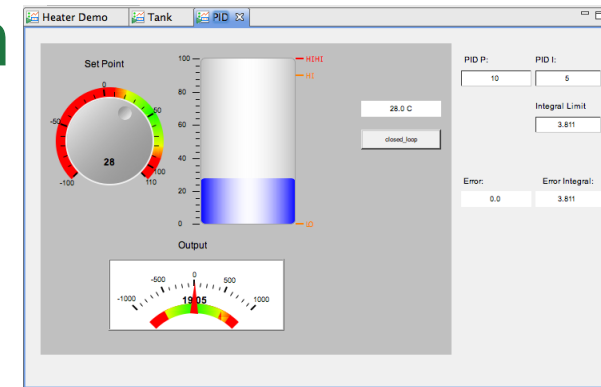 Heater Demo
Tank
PID
Set Point
0
-50
50
-100
100
110
28
100
80
60
40
20
0
HIHI
HI
LO
28.0 C
closed_loop
Output
-1000
-500
0
500
1000
19.05
PID P:
PID I:
10
5
Integral Limit
3.811
Error:
Error Integral:
0.0
3.811